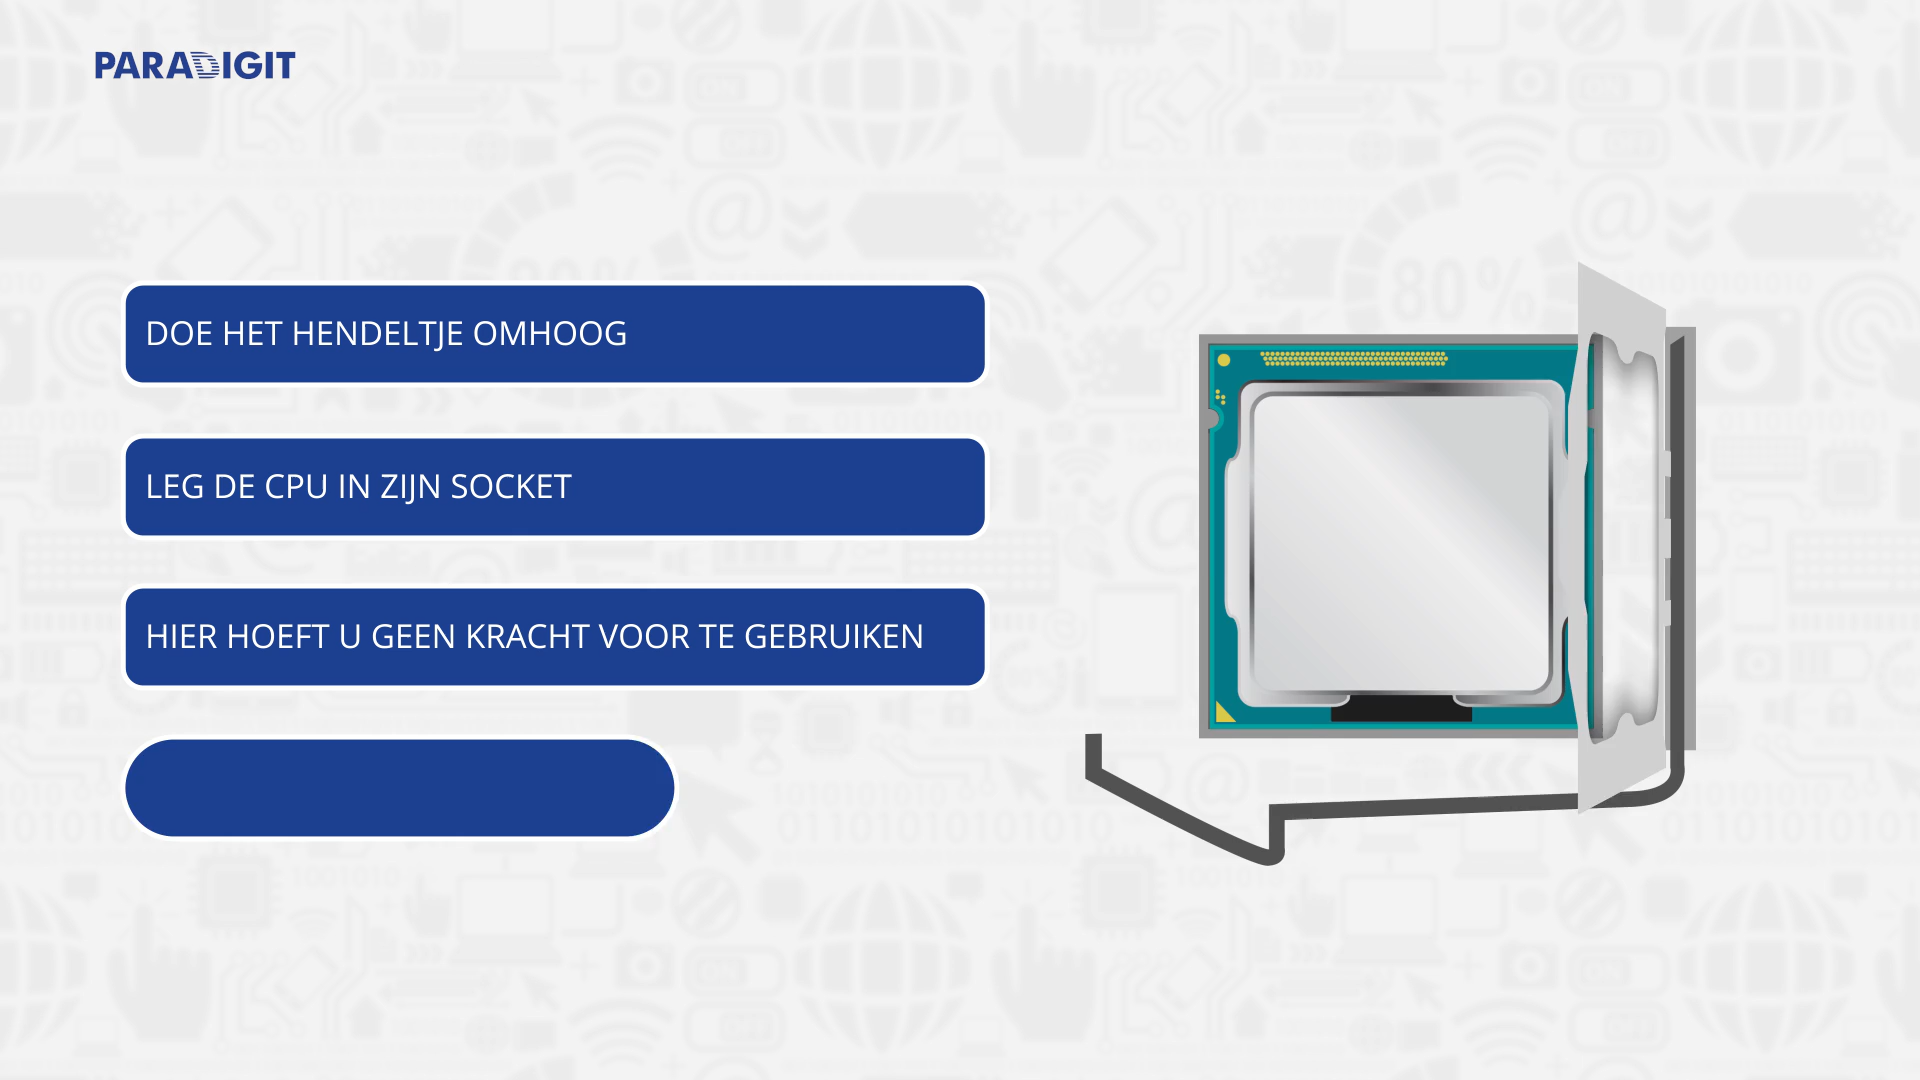 PARADIGIT
DOE HET HENDELTJE OMHOOG
LEG DE CPU IN ZIJN SOCKET
HIER HOEFT U GEEN KRACHT VOOR TE GEBRUIKEN